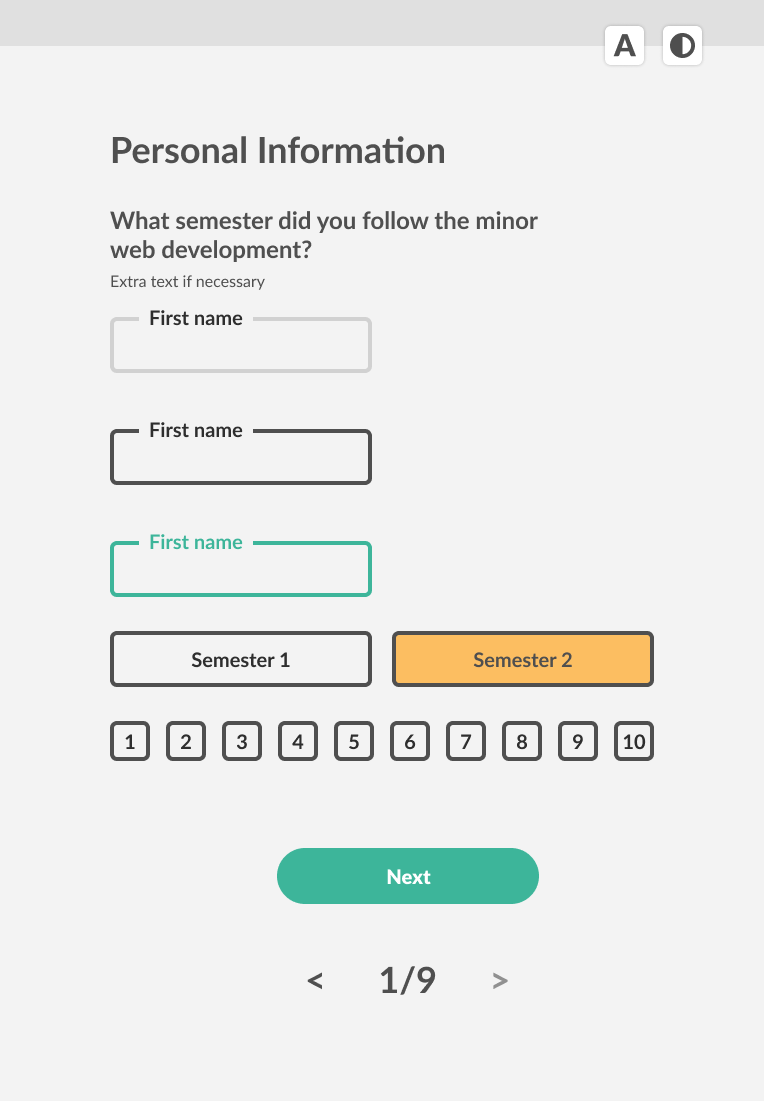 A
Personal Information
What semester did you follow the minor
web development?
Extra text if necessary
First name
First name
First name
Semester 1 Semester 2
1 2 3 4 5 6 7 8 9 10
Next
< 1/9 >